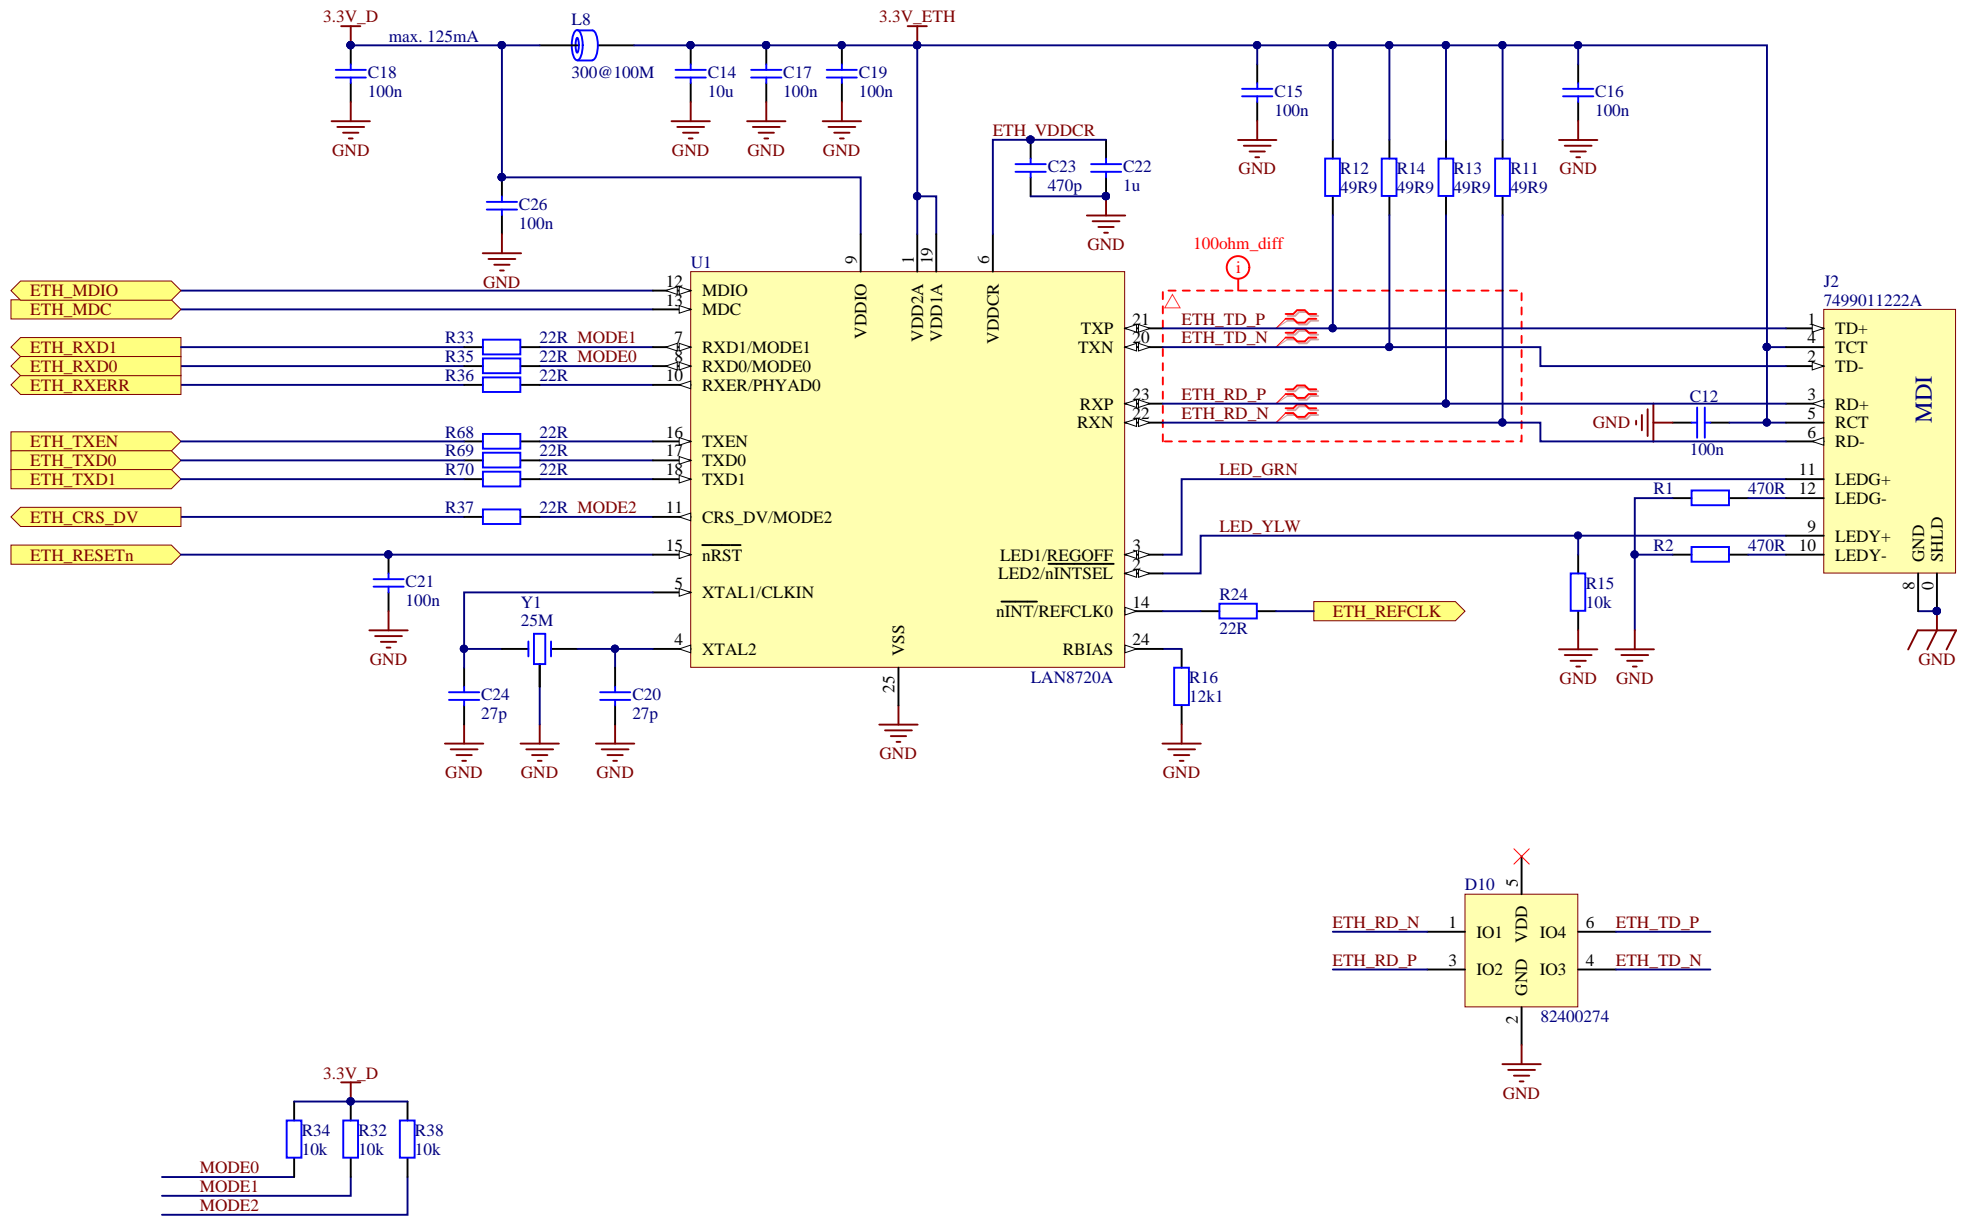 3.3V_D
max. 125mA
L8
300@100M
3.3V_ETH
C18
100n
GND
C14
10u
GND
C17
100n
GND
C19
100n
GND
C15
100n
GND
C16
100n
GND
R12
49R9
R14
49R9
R13
49R9
R11
49R9
ETH_VDDCR
C23
470p
C22
1u
GND
C26
100n
GND
100ohm_diff
i
U1
9
1
19
6
VDDIO
VDD2A
VDD1A
VDDCR
ETH_MDIO
12
MDIO
ETH_MDC
13
MDC
ETH_RXD1
R33
22R
MODE1
7
RXD1/MODE1
ETH_RXD0
R35
22R
MODE0
8
RXD0/MODE0
ETH_RXERR
R36
22R
10
RXER/PHYAD0
ETH_TXEN
R68
22R
16
TXEN
ETH_TXD0
R69
22R
17
TXD0
ETH_TXD1
R70
22R
18
TXD1
ETH_CRS_DV
R37
22R
MODE2
11
CRS_DV/MODE2
ETH_RESETn
15
nRST
C21
100n
GND
5
XTAL1/CLKIN
Y1
25M
4
XTAL2
C24
27p
GND
GND
C20
27p
GND
VSS
25
GND
LAN8720A
TXP
21
ETH_TD_P
TXN
20
ETH_TD_N
RXP
23
ETH_RD_P
RXN
22
ETH_RD_N
LED1/REGOFF
3
LED_GRN
LED2/nINTSEL
2
LED_YLW
nINT/REFCLK0
14
R24
22R
ETH_REFCLK
RBIAS
24
R16
12k1
GND
J2
7499011222A
1
TD+
4
TCT
2
TD-
3
RD+
5
RCT
6
RD-
MDI
GND
C12
100n
11
LEDG+
R1
470R
12
LEDG-
9
LEDY+
R2
470R
10
LEDY-
GND
SHLD
8
0
GND
R15
10k
GND
GND
D10
5
VDD
ETH_RD_N
1
IO1
IO4
6
ETH_TD_P
ETH_RD_P
3
IO2
IO3
4
ETH_TD_N
GND
2
82400274
GND
3.3V_D
R34
10k
R32
10k
R38
10k
MODE0
MODE1
MODE2